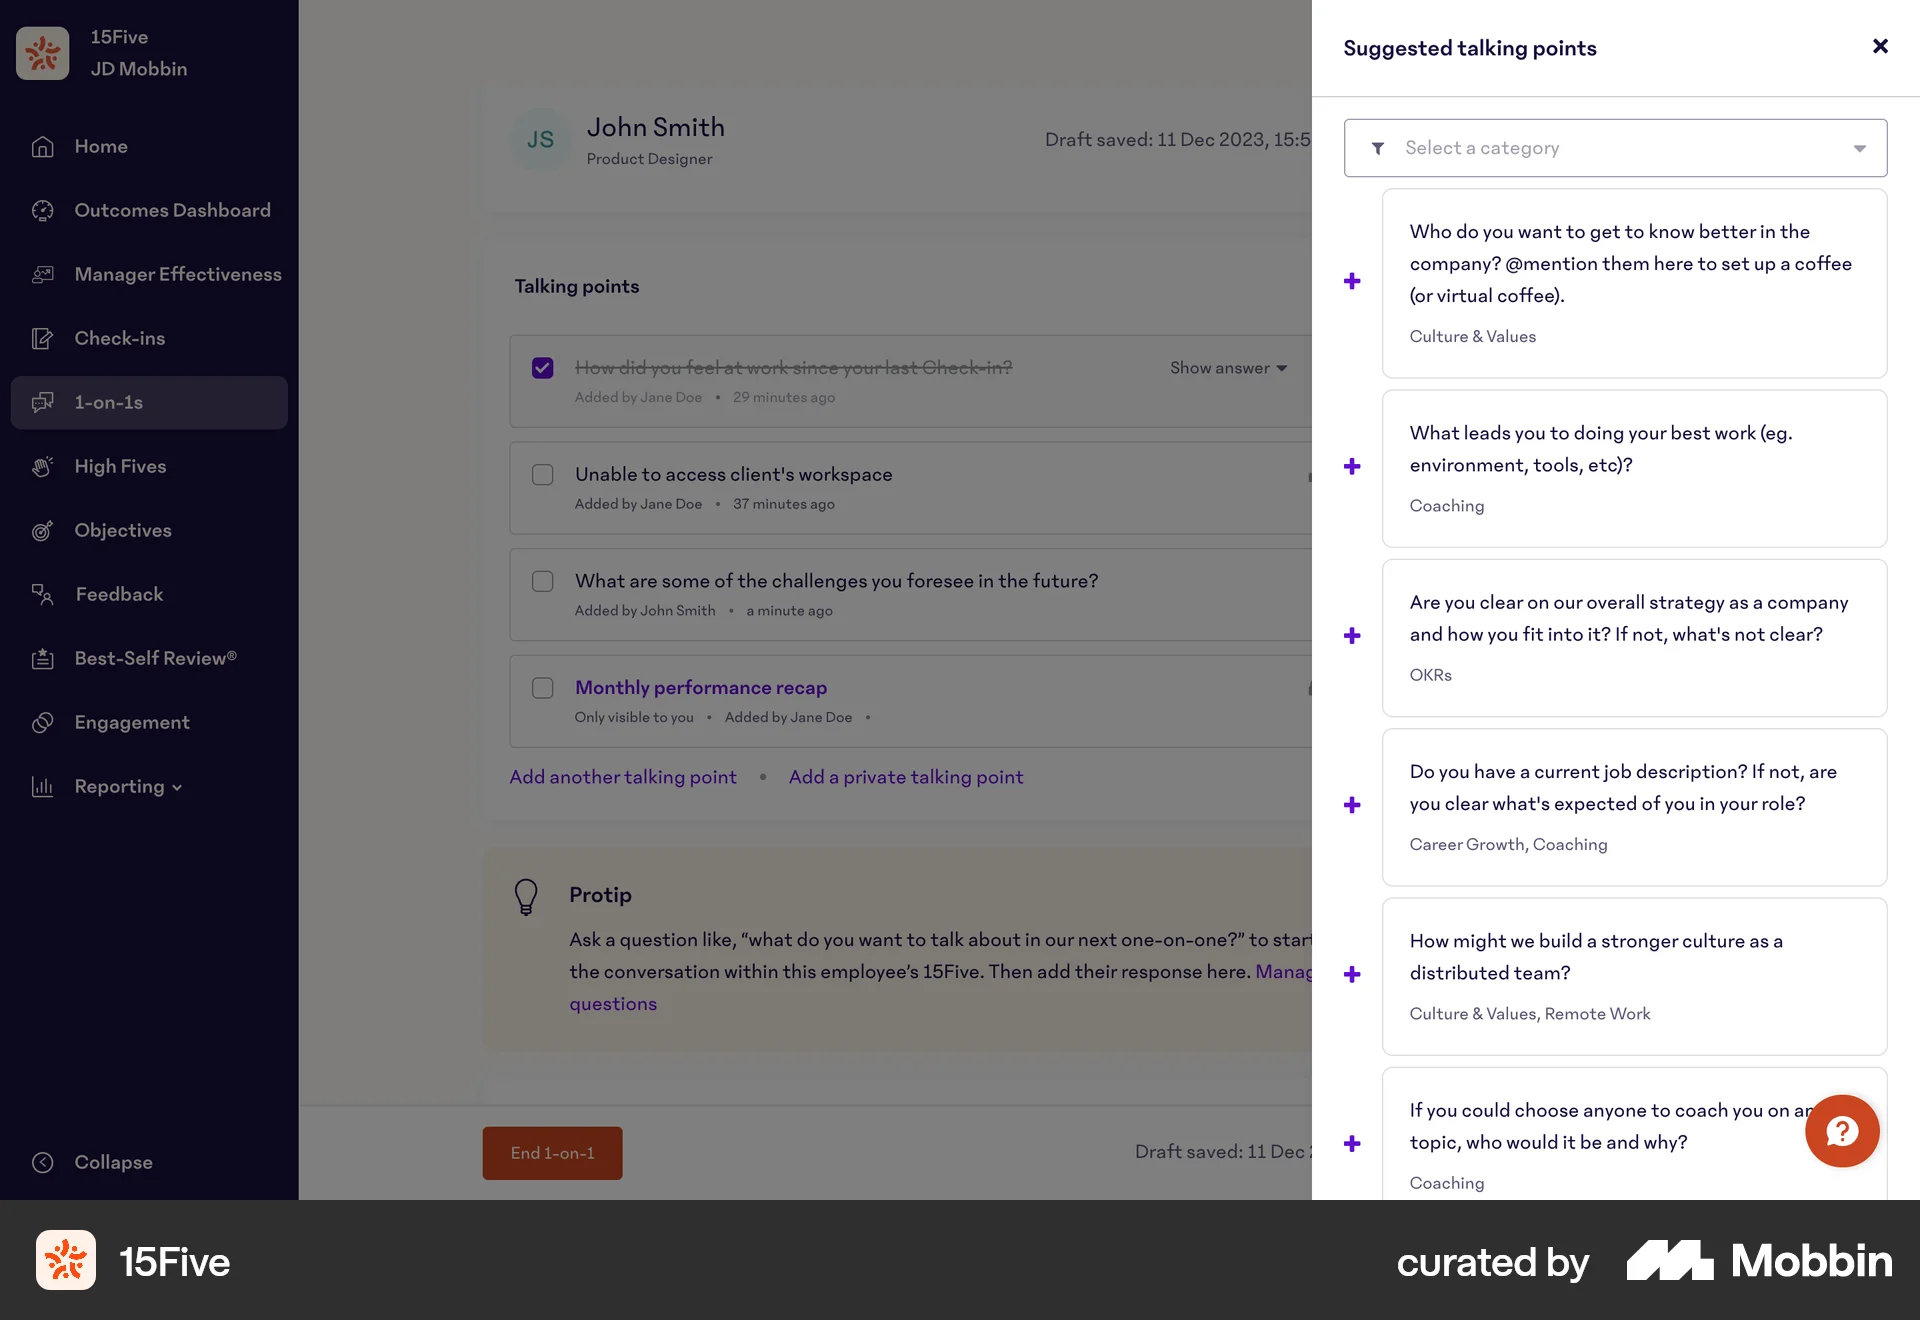 15Five
JD Mobbin
Home
Outcomes Dashboard
Manager Effectiveness
Check-ins
1-on-1s
High Fives
Objectives
Feedback
Best-Self Review®
Engagement
Reporting
Collapse
JS
John Smith
Product Designer
Draft saved: 11 Dec 2023, 15:5
Talking points
How did you feel at work since your last Check-in?
Show answer
Added by Jane Doe • 29 minutes ago
Unable to access client's workspace
Added by Jane Doe • 37 minutes ago
What are some of the challenges you foresee in the future?
Added by John Smith • a minute ago
Monthly performance recap
Only visible to you • Added by Jane Doe •
Add another talking point • Add a private talking point
Protip
Ask a question like, “what do you want to talk about in our next one-on-one?” to start
the conversation within this employee’s 15Five. Then add their response here. Manag
questions
End 1-on-1
Draft saved: 11 Dec
Suggested talking points
Select a category
Who do you want to get to know better in the
company? @mention them here to set up a coffee
(or virtual coffee).
Culture & Values
What leads you to doing your best work (eg.
environment, tools, etc)?
Coaching
Are you clear on our overall strategy as a company
and how you fit into it? If not, what's not clear?
OKRs
Do you have a current job description? If not, are
you clear what's expected of you in your role?
Career Growth, Coaching
How might we build a stronger culture as a
distributed team?
Culture & Values, Remote Work
If you could choose anyone to coach you on
topic, who would it be and why?
Coaching
15Five
curated by Mobbin